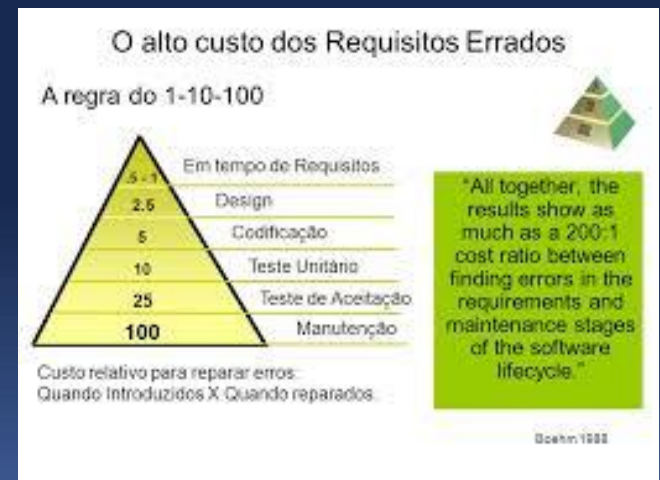 O alto custo dos Requisitos Errados
A regra do 1-10-100
.5 - 1 Em tempo de Requisitos
2.5 Design
5 Codificação
10 Teste Unitário
25 Teste de Aceitação
100 Manutenção
Custo relativo para reparar erros:
Quando Introduzidos X Quando reparados.
"All together, the
results show as
much as a 200:1
cost ratio between
finding errors in the
requirements and
maintenance stages
of the software
lifecycle."
Boehm 1988